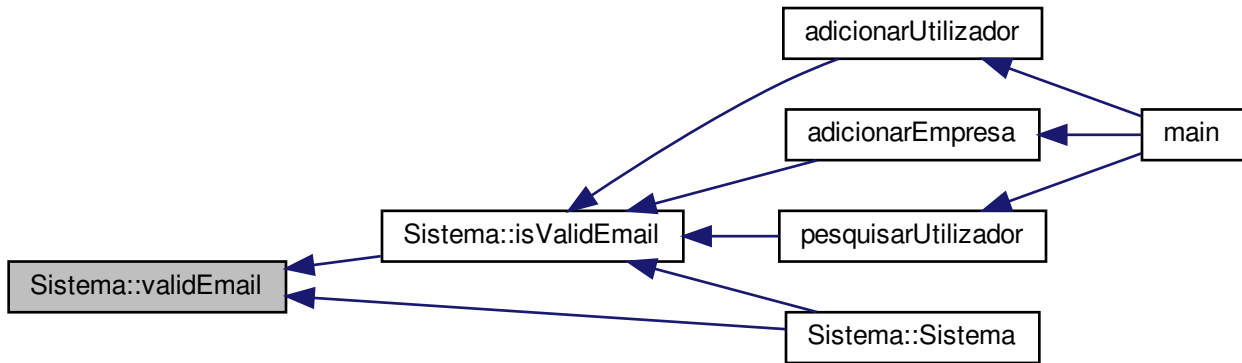 adicionarUtilizador
adicionarEmpresa
main
Sistema::isValidEmail
pesquisarUtilizador
Sistema::validEmail
Sistema::Sistema